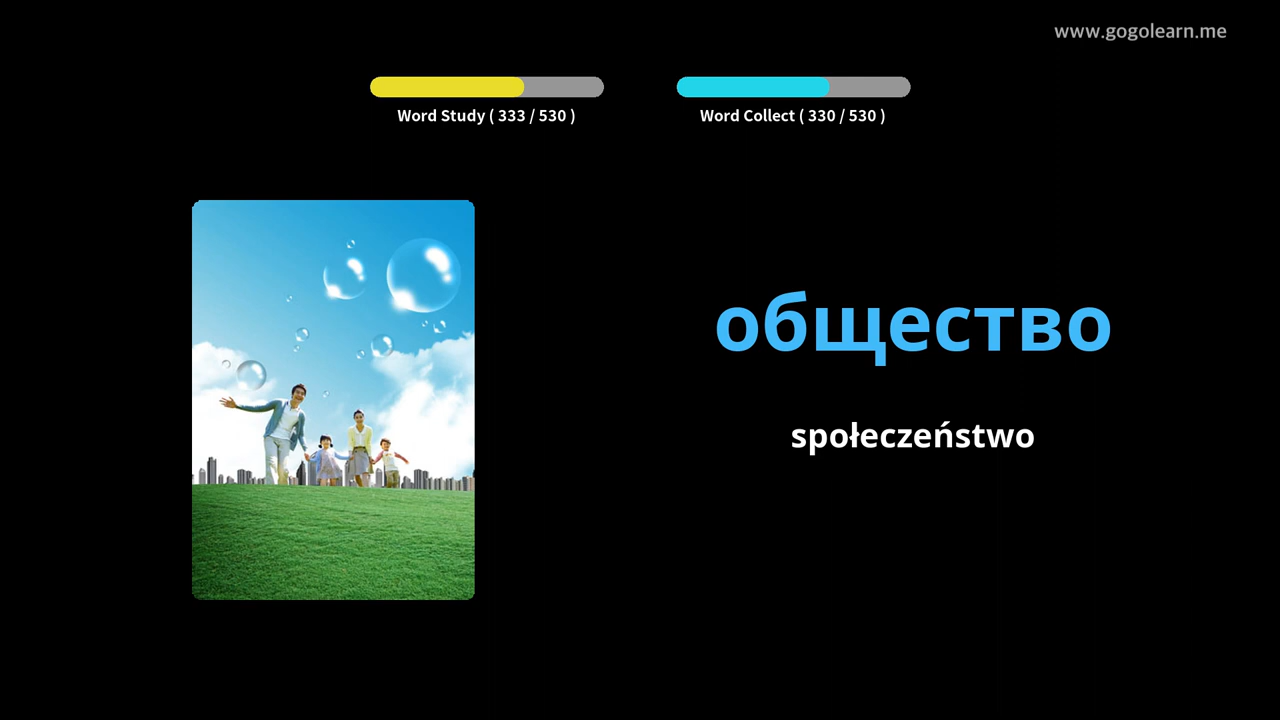 www.gogolearn.me
Word Study ( 333 / 530 )
Word Collect ( 330 / 530 )
общество
społeczeństwo